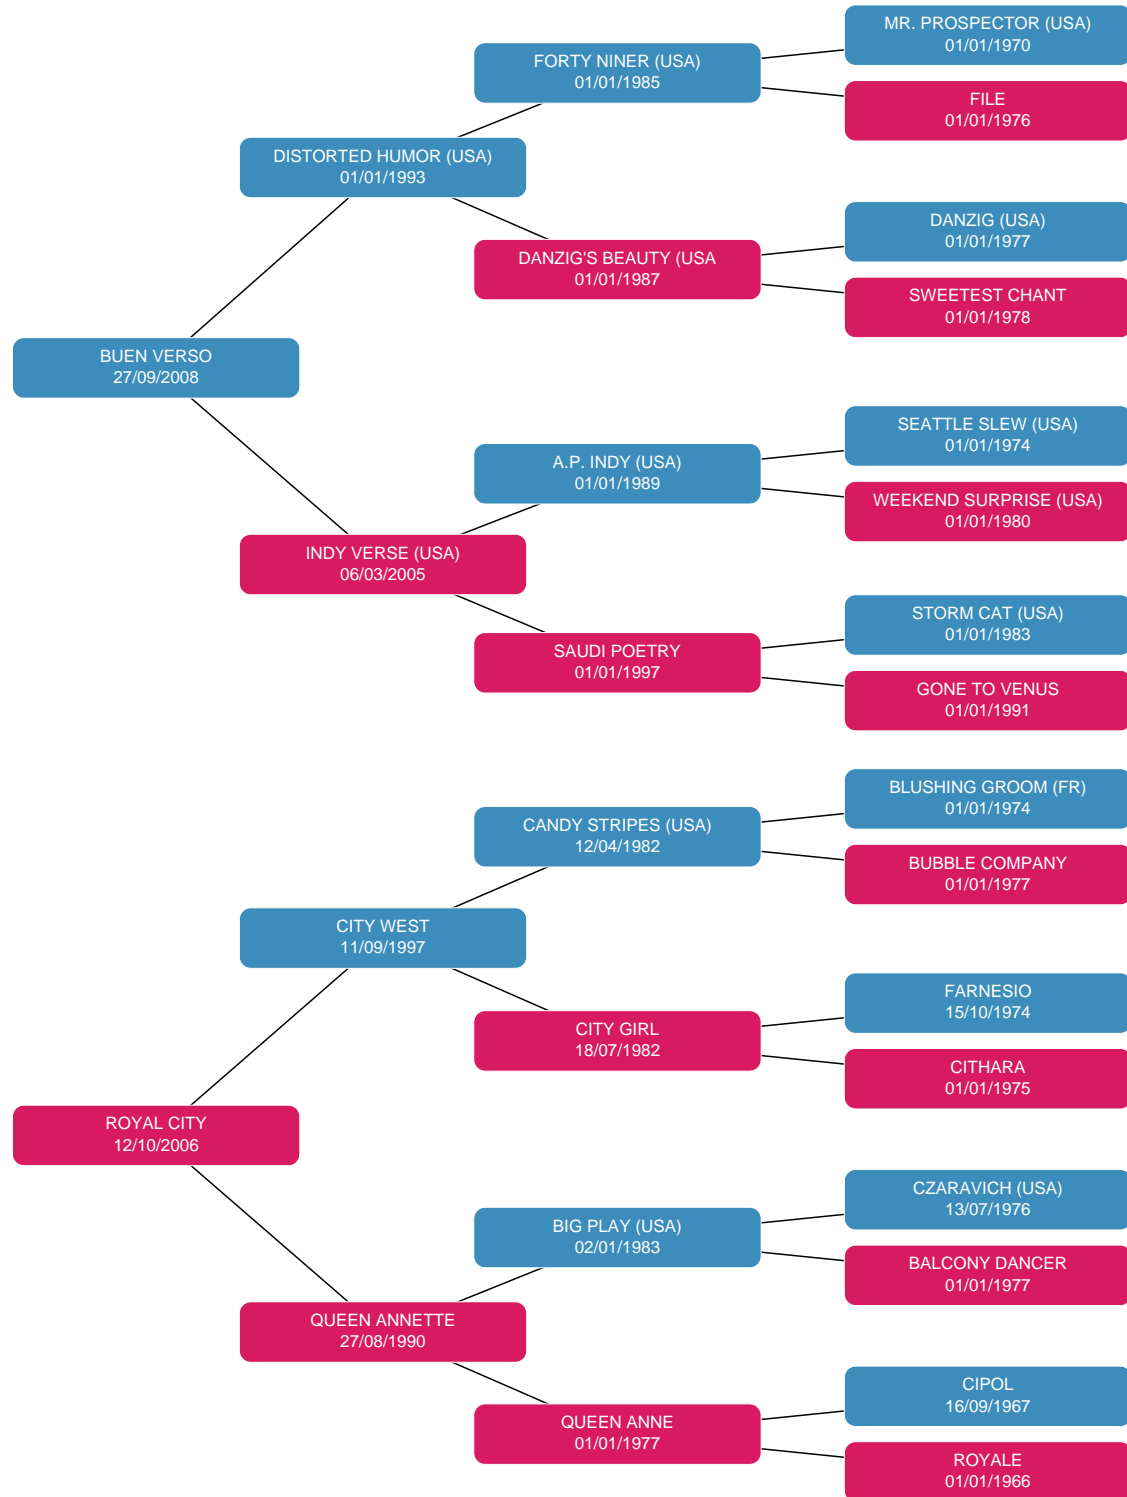 MR. PROSPECTOR (USA)
01/01/1970
FORTY NINER (USA)
01/01/1985
FILE
01/01/1976
DISTORTED HUMOR (USA)
01/01/1993
DANZIG (USA)
01/01/1977
DANZIG'S BEAUTY (USA
01/01/1987
SWEETEST CHANT
01/01/1978
BUEN VERSO
27/09/2008
SEATTLE SLEW (USA)
01/01/1974
A.P. INDY (USA)
01/01/1989
WEEKEND SURPRISE (USA)
01/01/1980
INDY VERSE (USA)
06/03/2005
STORM CAT (USA)
01/01/1983
SAUDI POETRY
01/01/1997
GONE TO VENUS
01/01/1991
BLUSHING GROOM (FR)
01/01/1974
CANDY STRIPES (USA)
12/04/1982
BUBBLE COMPANY
01/01/1977
CITY WEST
11/09/1997
FARNESIO
15/10/1974
CITY GIRL
18/07/1982
CITHARA
01/01/1975
ROYAL CITY
12/10/2006
CZARAVICH (USA)
13/07/1976
BIG PLAY (USA)
02/01/1983
BALCONY DANCER
01/01/1977
QUEEN ANNETTE
27/08/1990
CIPOL
16/09/1967
QUEEN ANNE
01/01/1977
ROYALE
01/01/1966